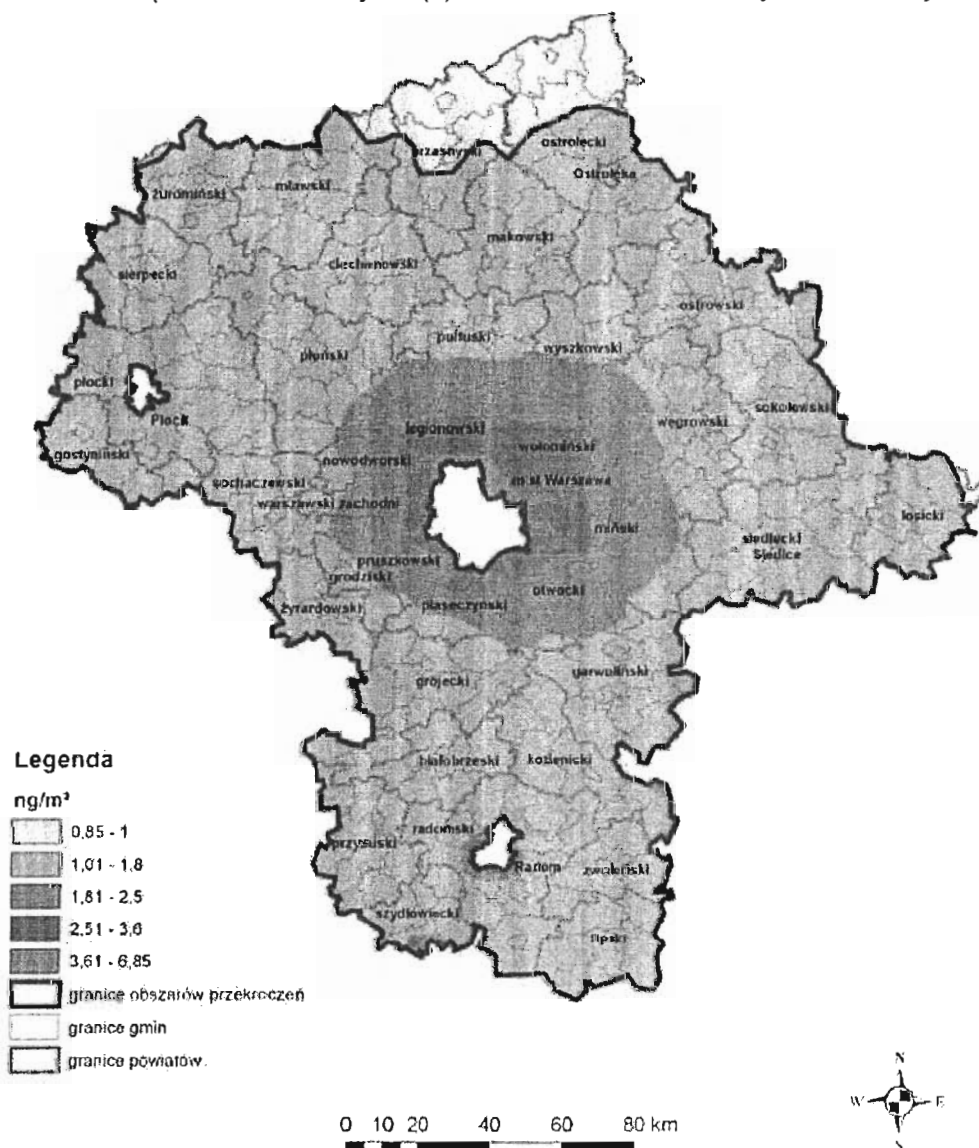 ostrołęcki
Ostrołęka
żuromiński
mławski
makowski
ciechanowski
sierpecki
ostrowski
pułtuski
wyszkowski
płoński
płocki
Płock
sokołowski
węgrowski
legionowski
wołomiński
gostyniński
nowodworski
sochaczewski
m.st. Warszawa
warszawski zachodni
miński
łosicki
siedlecki
Siedlce
pruszkowski
grodziski
otwocki
piaseczyński
żyrardowski
garwoliński
grójecki
białobrzeski
kozienicki
radomski
przysuski
Radom
zwoleński
szydłowiecki
lipski
Legenda
ng/m³
0,85 - 1
1,01 - 1,8
1,81 - 2,5
2,51 - 3,6
3,61 - 6,85
granice obszarów przekroczeń
granice gmin
granice powiatów
0 10 20 40 60 80 km
N
W E